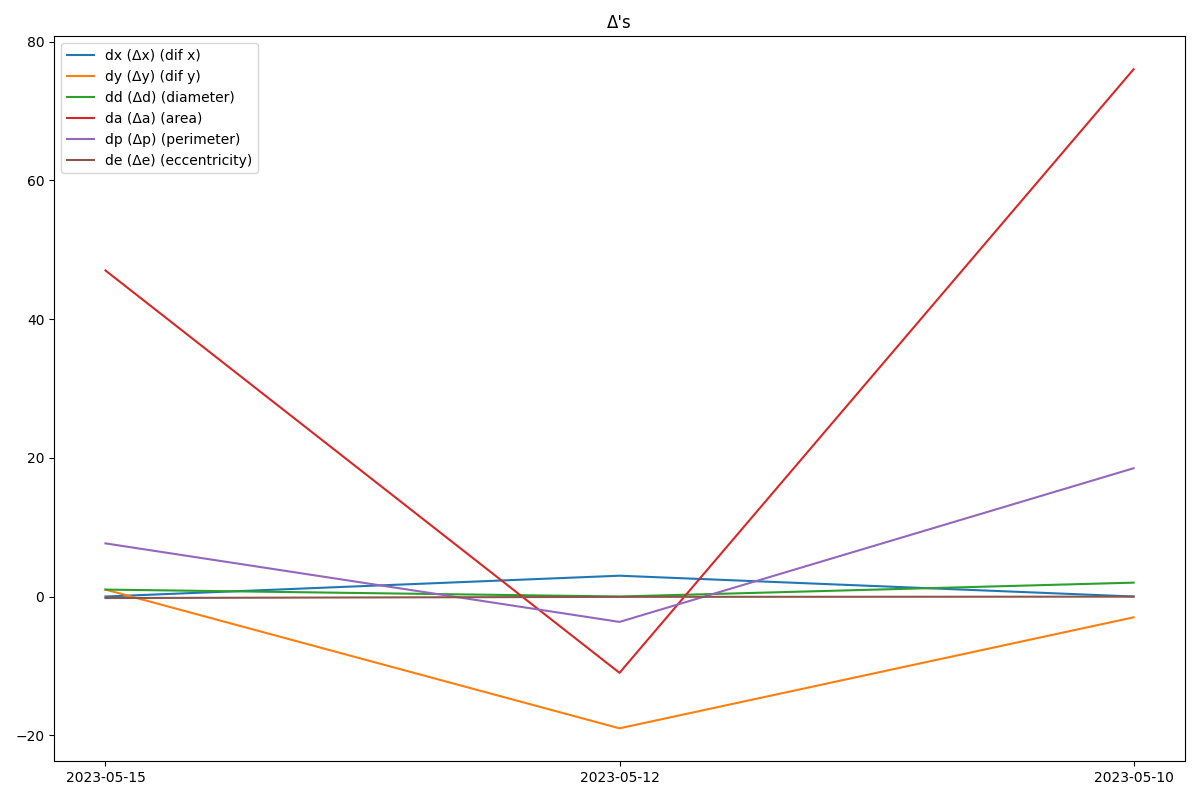 Δ's
80
60
40
20
0
−20
dx (Δx) (dif x)
dy (Δy) (dif y)
dd (Δd) (diameter)
da (Δa) (area)
dp (Δp) (perimeter)
de (Δe) (eccentricity)
2023-05-15
2023-05-12
2023-05-10